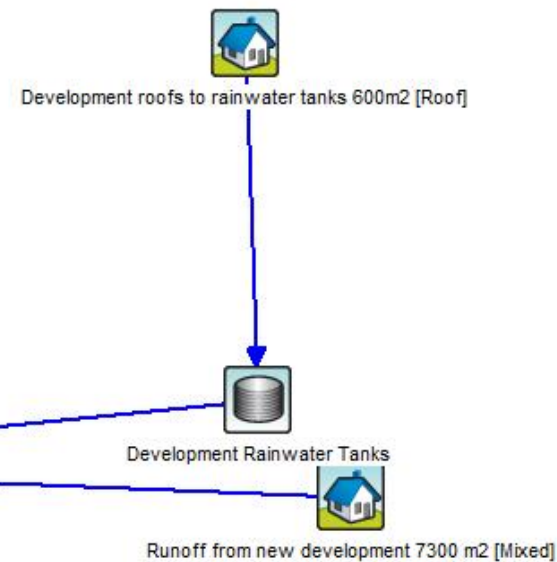 Development roofs to rainwater tanks 600m2 [Roof]
Development Rainwater Tanks
Runoff from new development 7300 m2 [Mixed]